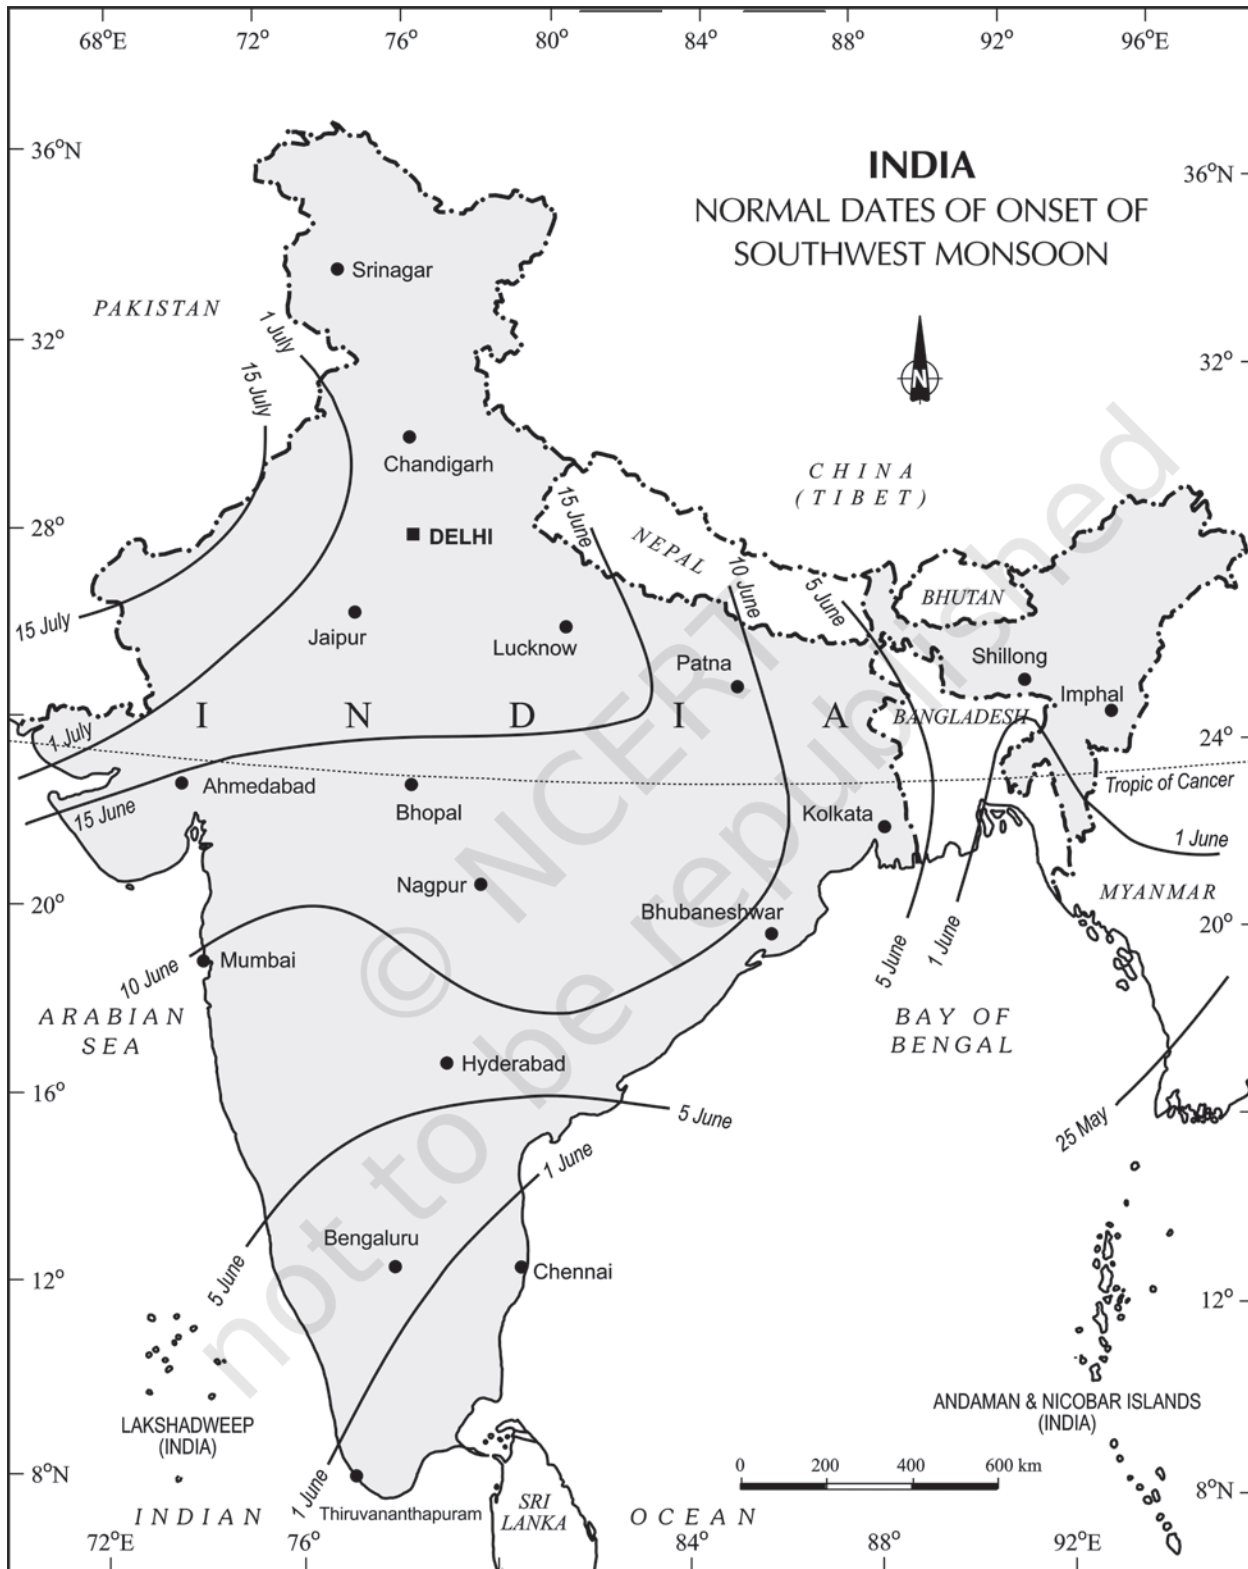 68°E 72° 76° 80° 84° 88° 92° 96°E
36°N
36°N
INDIA
NORMAL DATES OF ONSET OF
SOUTHWEST MONSOON
Srinagar
PAKISTAN
1 July
32°
32°
15 July
N
Chandigarh
CHINA
(TIBET)
15 June
28°
DELHI
NEPAL
10 June
5 June
BHUTAN
15 July
Jaipur
Lucknow
Patna
Shillong
Imphal
I N D I A
BANGLADESH
1 July
24°
Ahmedabad
Tropic of Cancer
15 June
Bhopal
Kolkata
1 June
Nagpur
MYANMAR
20°
20°
Bhubaneshwar
5 June
1 June
10 June
Mumbai
ARABIAN
SEA
BAY OF
BENGAL
Hyderabad
16°
5 June
25 May
1 June
Bengaluru
5 June
Chennai
12°
12°
LAKSHADWEEP
(INDIA)
ANDAMAN & NICOBAR ISLANDS
(INDIA)
8°N
0 200 400 600 km
8°N
1 June
Thiruvananthapuram
SRI
LANKA
INDIAN OCEAN
72°E 76° 84° 88° 92°E
© NCERT
not to be republished